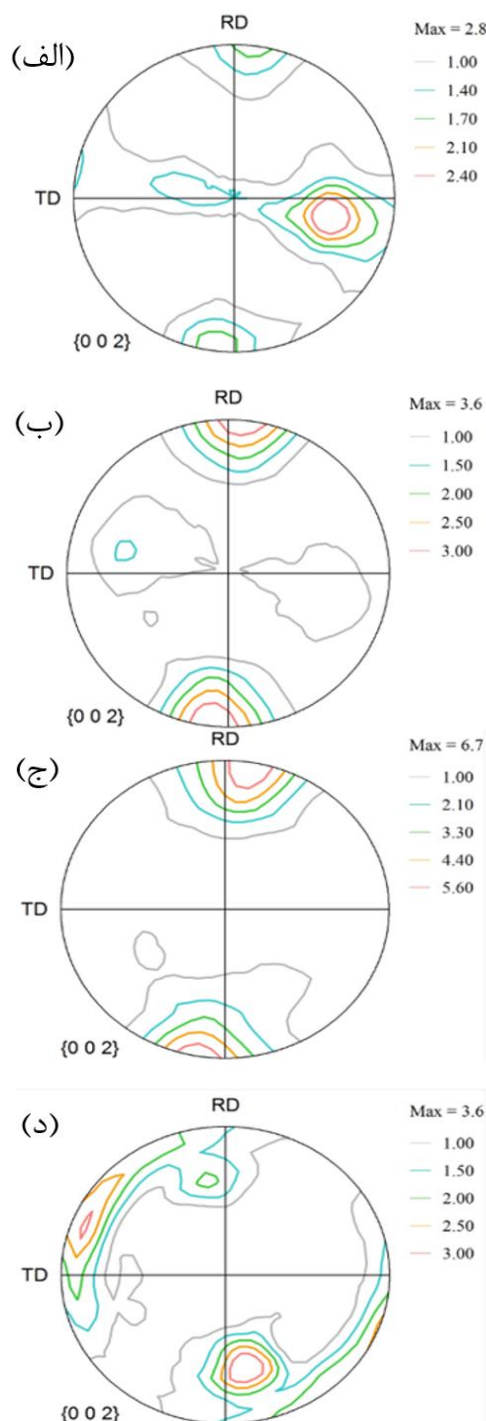 (الف)
RD
TD
{0 0 2}
Max = 2.8
1.00
1.40
1.70
2.10
2.40
(ب)
RD
TD
{0 0 2}
Max = 3.6
1.00
1.50
2.00
2.50
3.00
(ج)
RD
TD
{0 0 2}
Max = 6.7
1.00
2.10
3.30
4.40
5.60
(د)
RD
TD
{0 0 2}
Max = 3.6
1.00
1.50
2.00
2.50
3.00